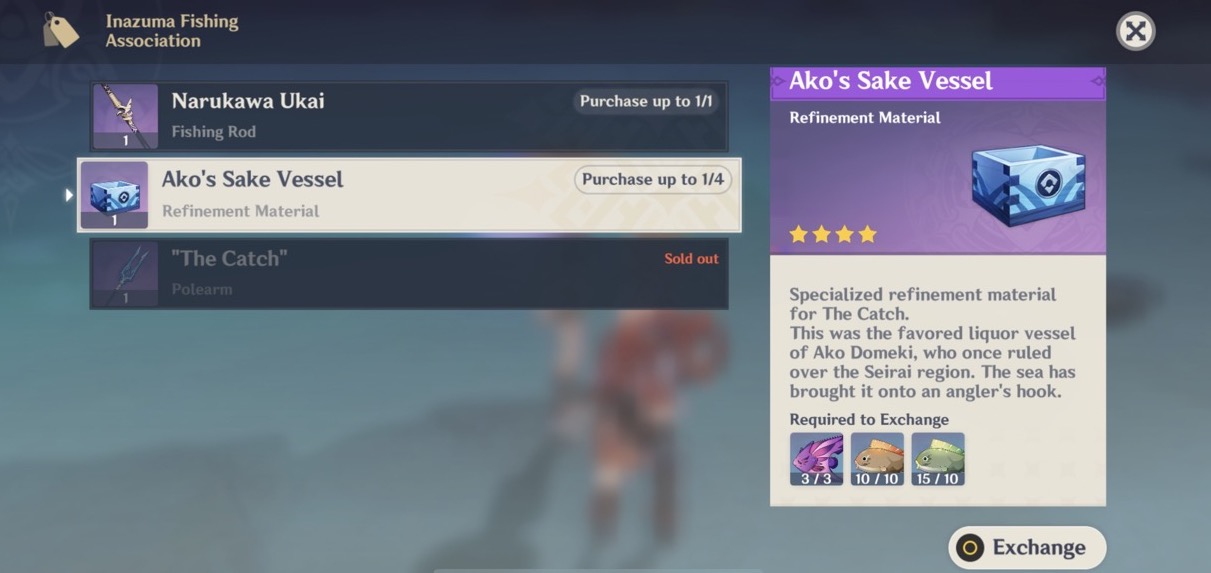 Inazuma Fishing
Association
Narukawa Ukai
Purchase up to 1/1
Fishing Rod
1
Ako's Sake Vessel
Purchase up to 1/4
Refinement Material
1
"The Catch"
Sold out
Polearm
1
Ako's Sake Vessel
Refinement Material
Specialized refinement material
for The Catch.
This was the favored liquor vessel
of Ako Domeki, who once ruled
over the Seirai region. The sea has
brought it onto an angler's hook.
Required to Exchange
3 / 3
10 / 10
15 / 10
Exchange